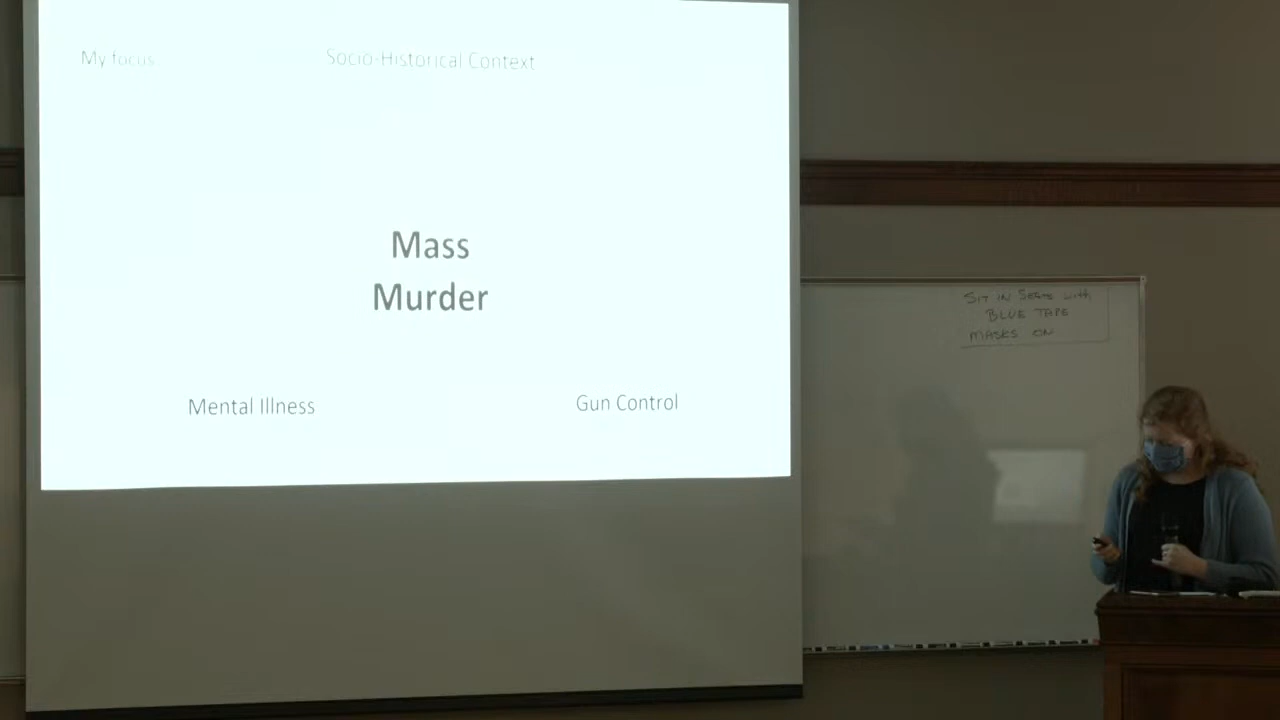 My focus
Socio-Historical Context
Mass
Murder
Mental Illness
Gun Control
SIT IN Seats with
BLUE TAPE
MASKS ON